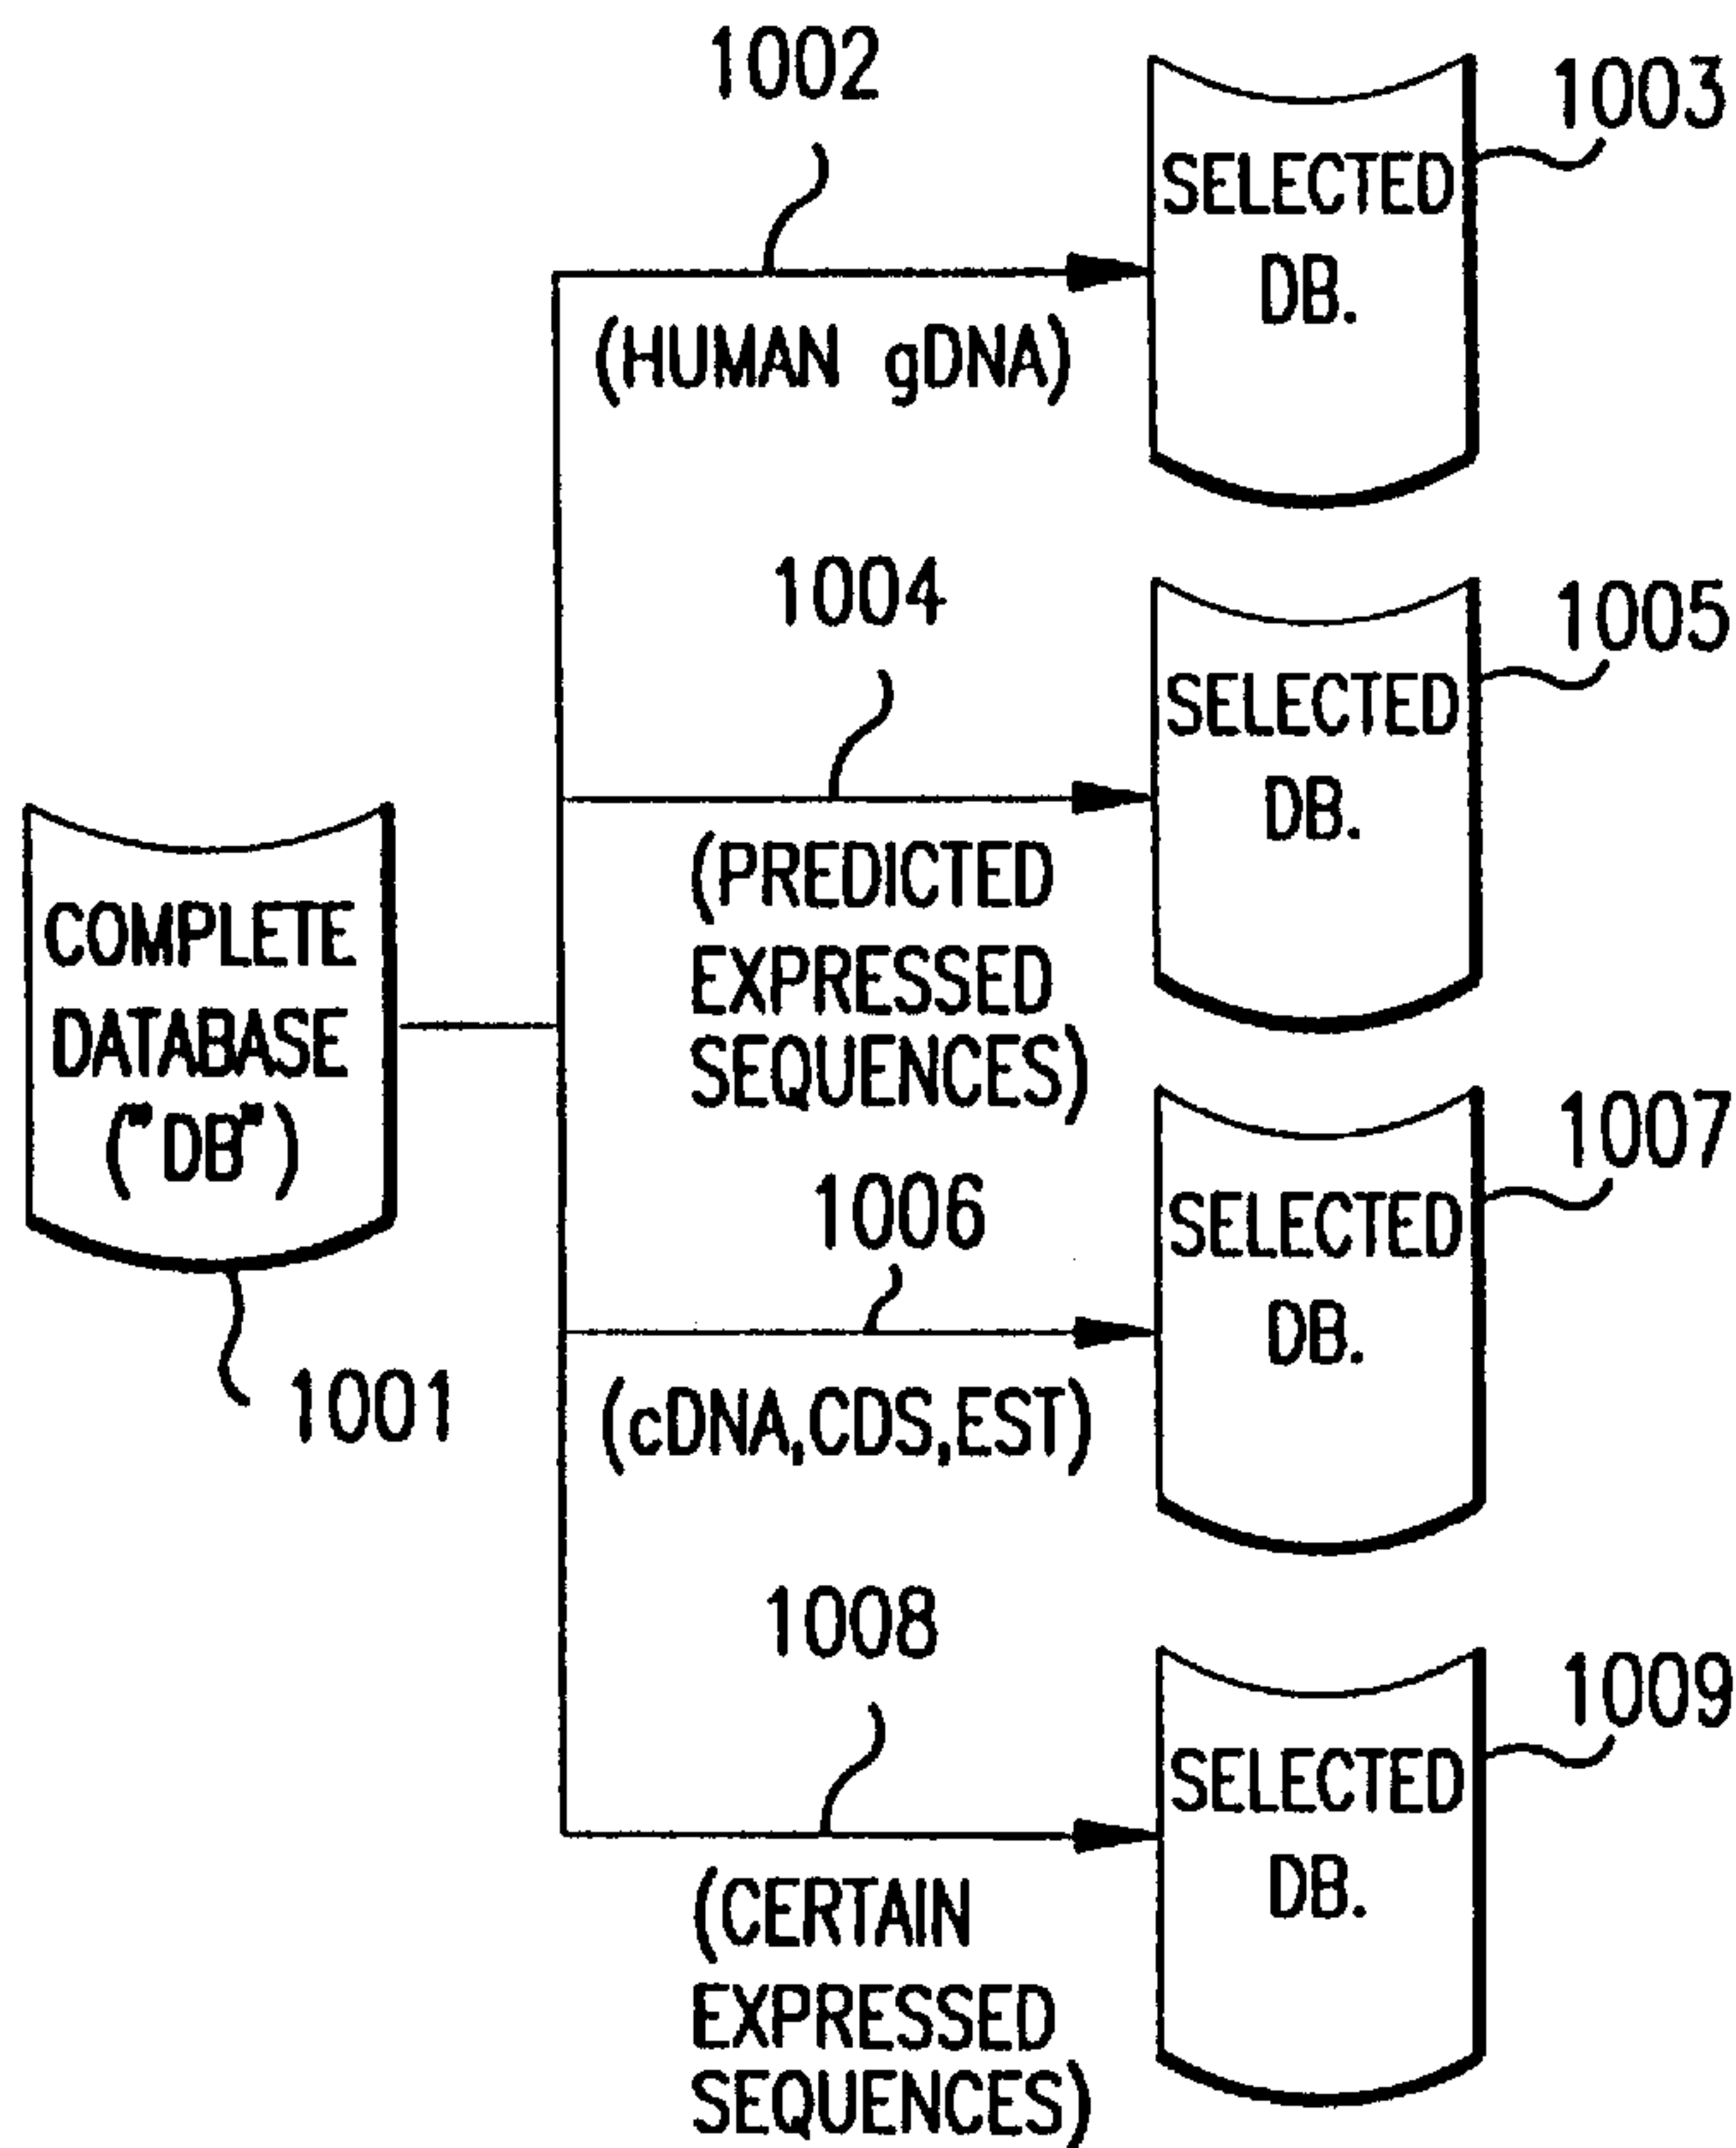 1002
1003
SELECTED
DB.
(HUMAN gDNA)
1004
1005
SELECTED
DB.
(PREDICTED
EXPRESSED
SEQUENCES)
COMPLETE
DATABASE
("DB")
1001
1006
1007
SELECTED
DB.
(cDNA,CDS,EST)
1008
1009
SELECTED
DB.
(CERTAIN
EXPRESSED
SEQUENCES)